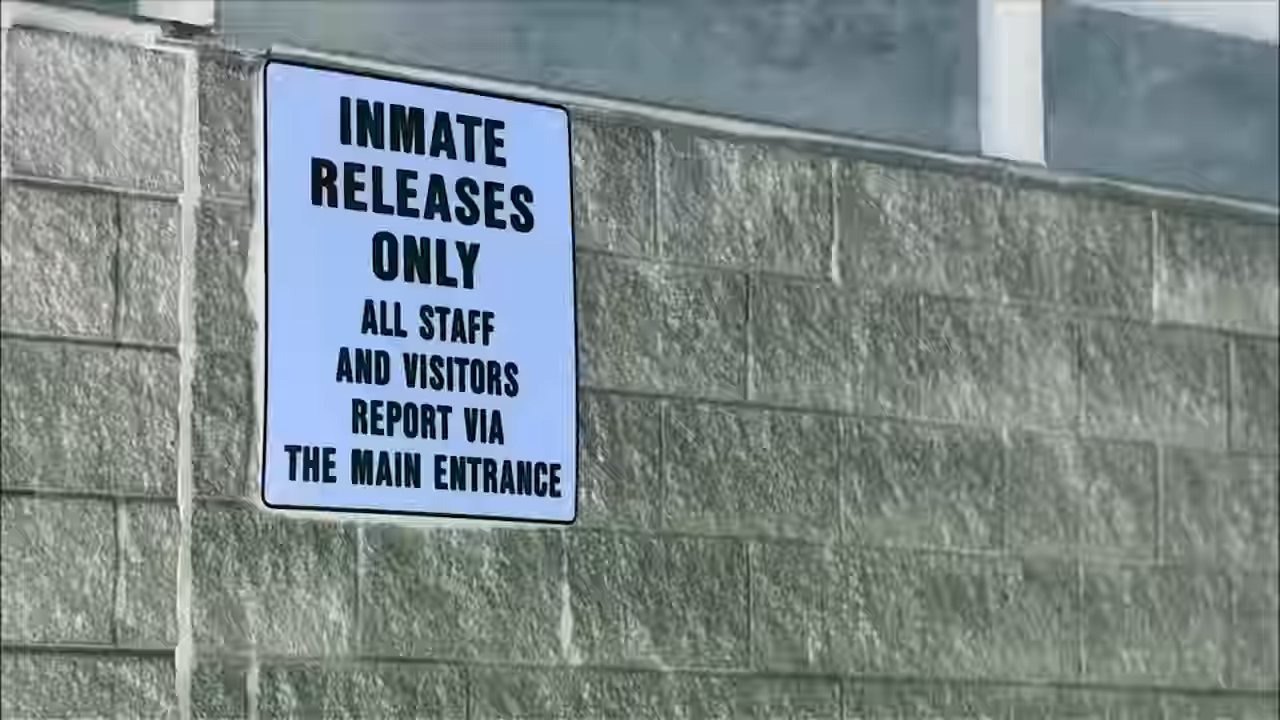 INMATE
RELEASES
ONLY
ALL STAFF
AND VISITORS
REPORT VIA
THE MAIN ENTRANCE